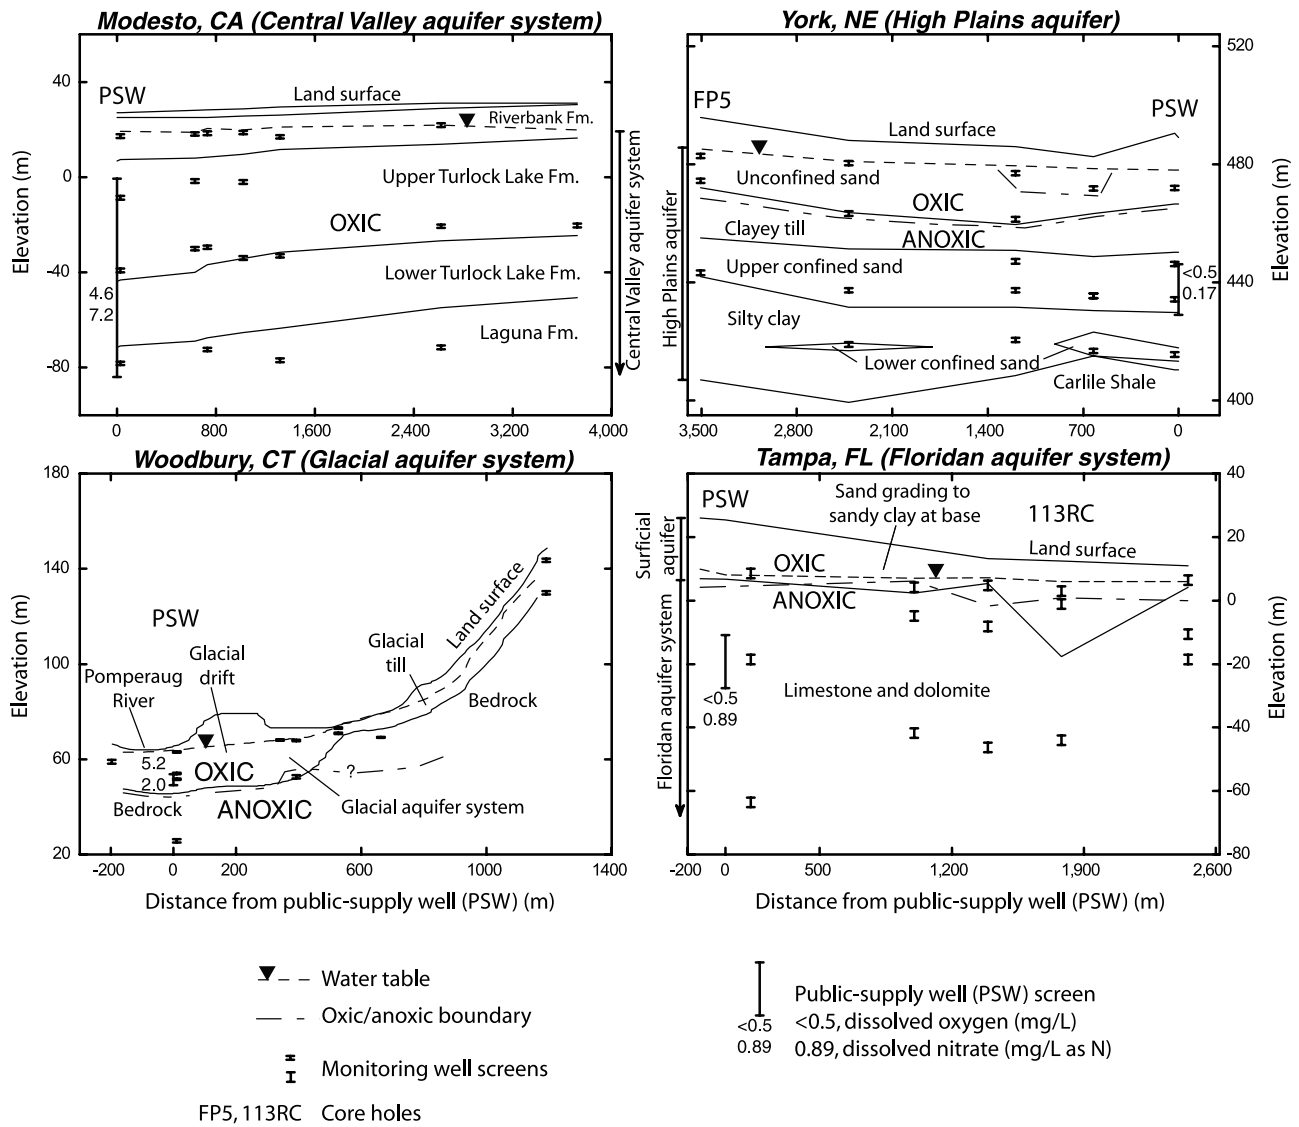 Modesto, CA (Central Valley aquifer system)
Elevation (m)
40
0
-40
-80
PSW
Land surface
Riverbank Fm.
Upper Turlock Lake Fm.
OXIC
Lower Turlock Lake Fm.
4.6
7.2
Laguna Fm.
Central Valley aquifer system
0
800
1,600
2,400
3,200
4,000
York, NE (High Plains aquifer)
520
480
440
400
Elevation (m)
FP5
PSW
Land surface
Unconfined sand
OXIC
Clayey till
ANOXIC
Upper confined sand
<0.5
0.17
Silty clay
Lower confined sand
Carlile Shale
High Plains aquifer
3,500
2,800
2,100
1,400
700
0
Woodbury, CT (Glacial aquifer system)
Elevation (m)
180
140
100
60
20
PSW
Land surface
Glacial
till
Glacial
drift
Pomperaug
River
Bedrock
5.2
2.0
OXIC
?
Bedrock
ANOXIC
Glacial aquifer system
-200
0
200
400
600
800
1000
1400
Distance from public-supply well (PSW) (m)
Tampa, FL (Floridan aquifer system)
40
20
0
-20
-40
-60
-80
Elevation (m)
Surficial
aquifer
Floridan aquifer system
PSW
Sand grading to
sandy clay at base
113RC
Land surface
OXIC
ANOXIC
Limestone and dolomite
<0.5
0.89
-200
0
500
1,200
1,900
2,600
Distance from public-supply well (PSW) (m)
Water table
Oxic/anoxic boundary
Monitoring well screens
FP5, 113RC Core holes
Public-supply well (PSW) screen
<0.5 <0.5, dissolved oxygen (mg/L)
0.89 0.89, dissolved nitrate (mg/L as N)